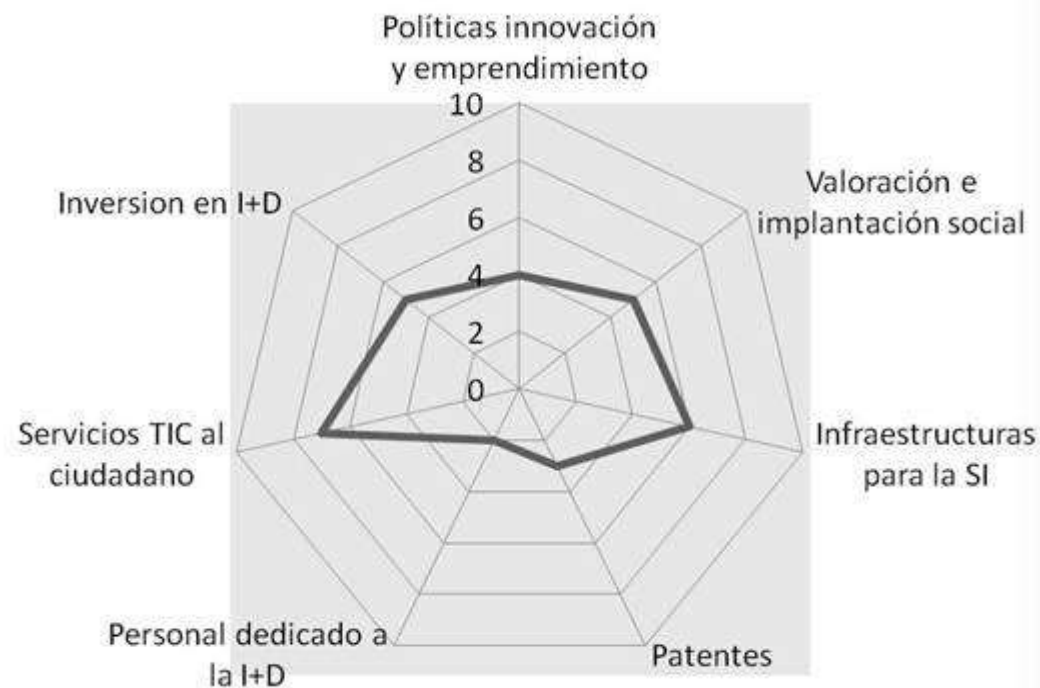 Políticas innovación
y emprendimiento
10
8
6
4
2
0
Valoración e
implantación social
Infraestructuras
para la SI
Patentes
Personal dedicado a
la I+D
Servicios TIC al
ciudadano
Inversion en I+D